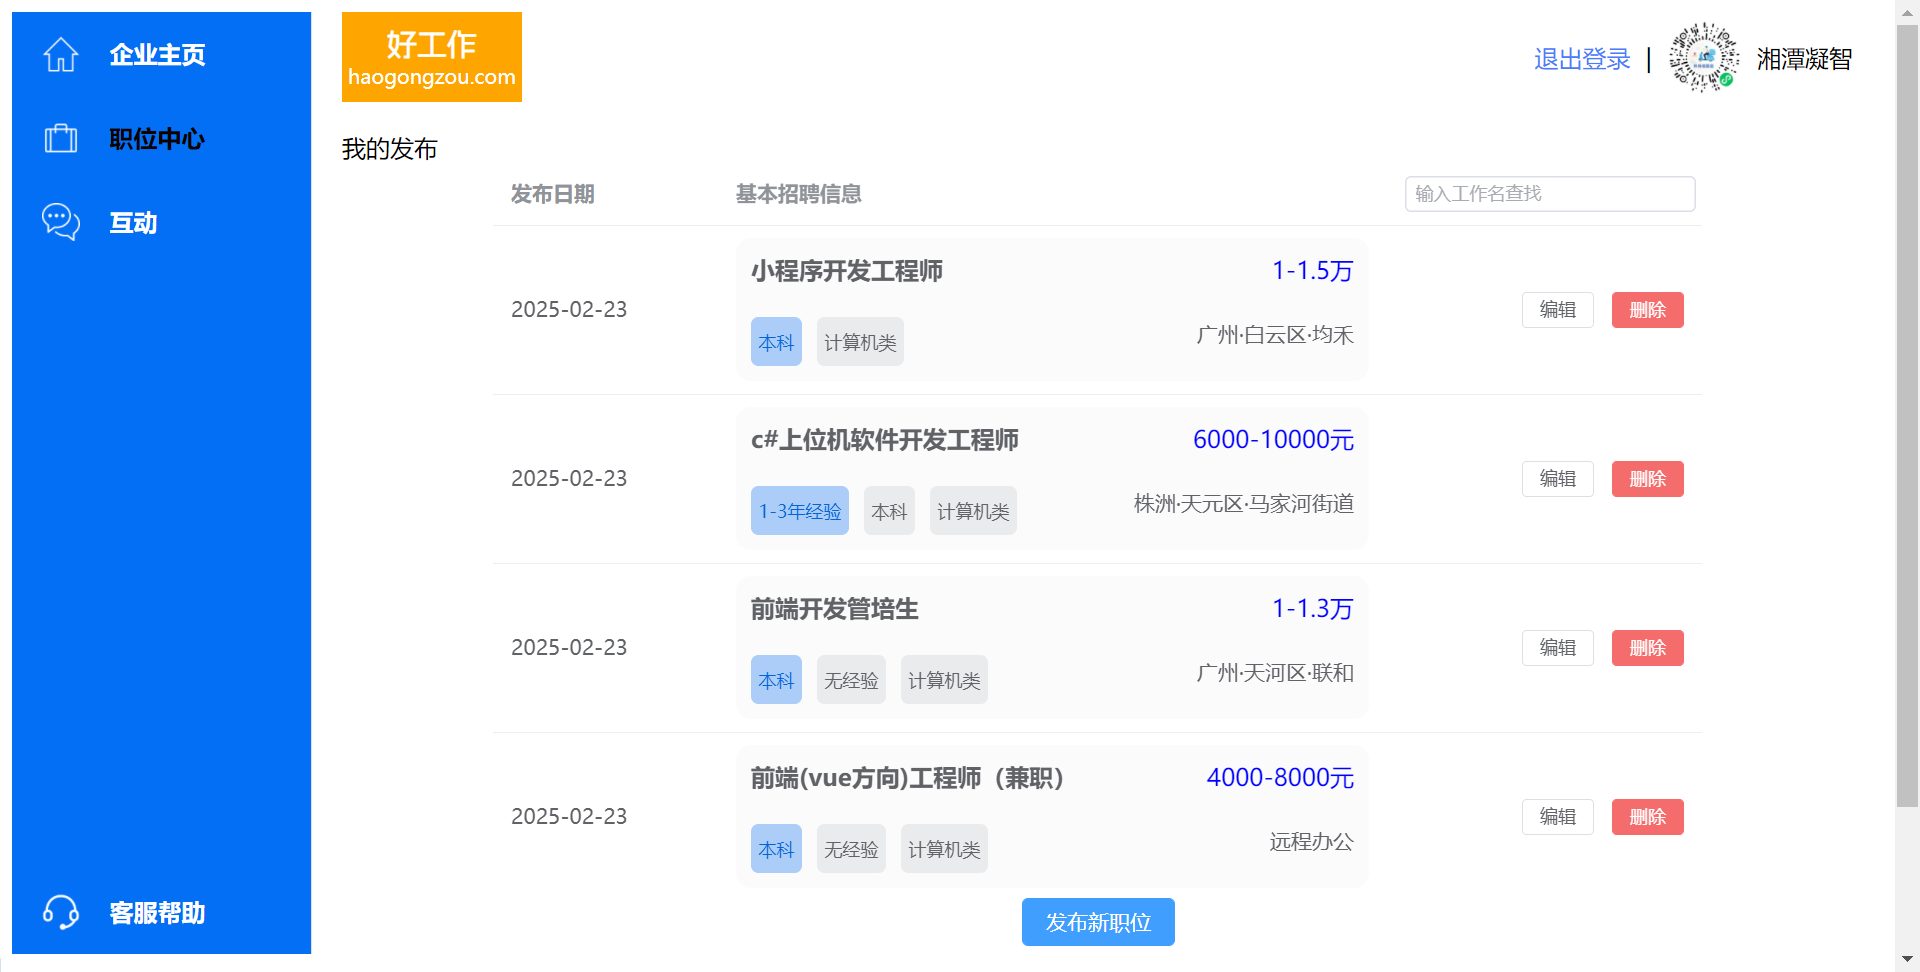 企业主页
职位中心
互动
客服帮助
好工作
haogongzou.com
退出登录 | 湘潭凝智
我的发布
发布日期 基本招聘信息 输入工作名查找
小程序开发工程师 1-1.5万
2025-02-23 编辑 删除
本科 计算机类 广州·白云区·均禾
c#上位机软件开发工程师 6000-10000元
2025-02-23 编辑 删除
1-3年经验 本科 计算机类 株洲·天元区·马家河街道
前端开发管培生 1-1.3万
2025-02-23 编辑 删除
本科 无经验 计算机类 广州·天河区·联和
前端(vue方向)工程师（兼职） 4000-8000元
2025-02-23 编辑 删除
本科 无经验 计算机类 远程办公
发布新职位